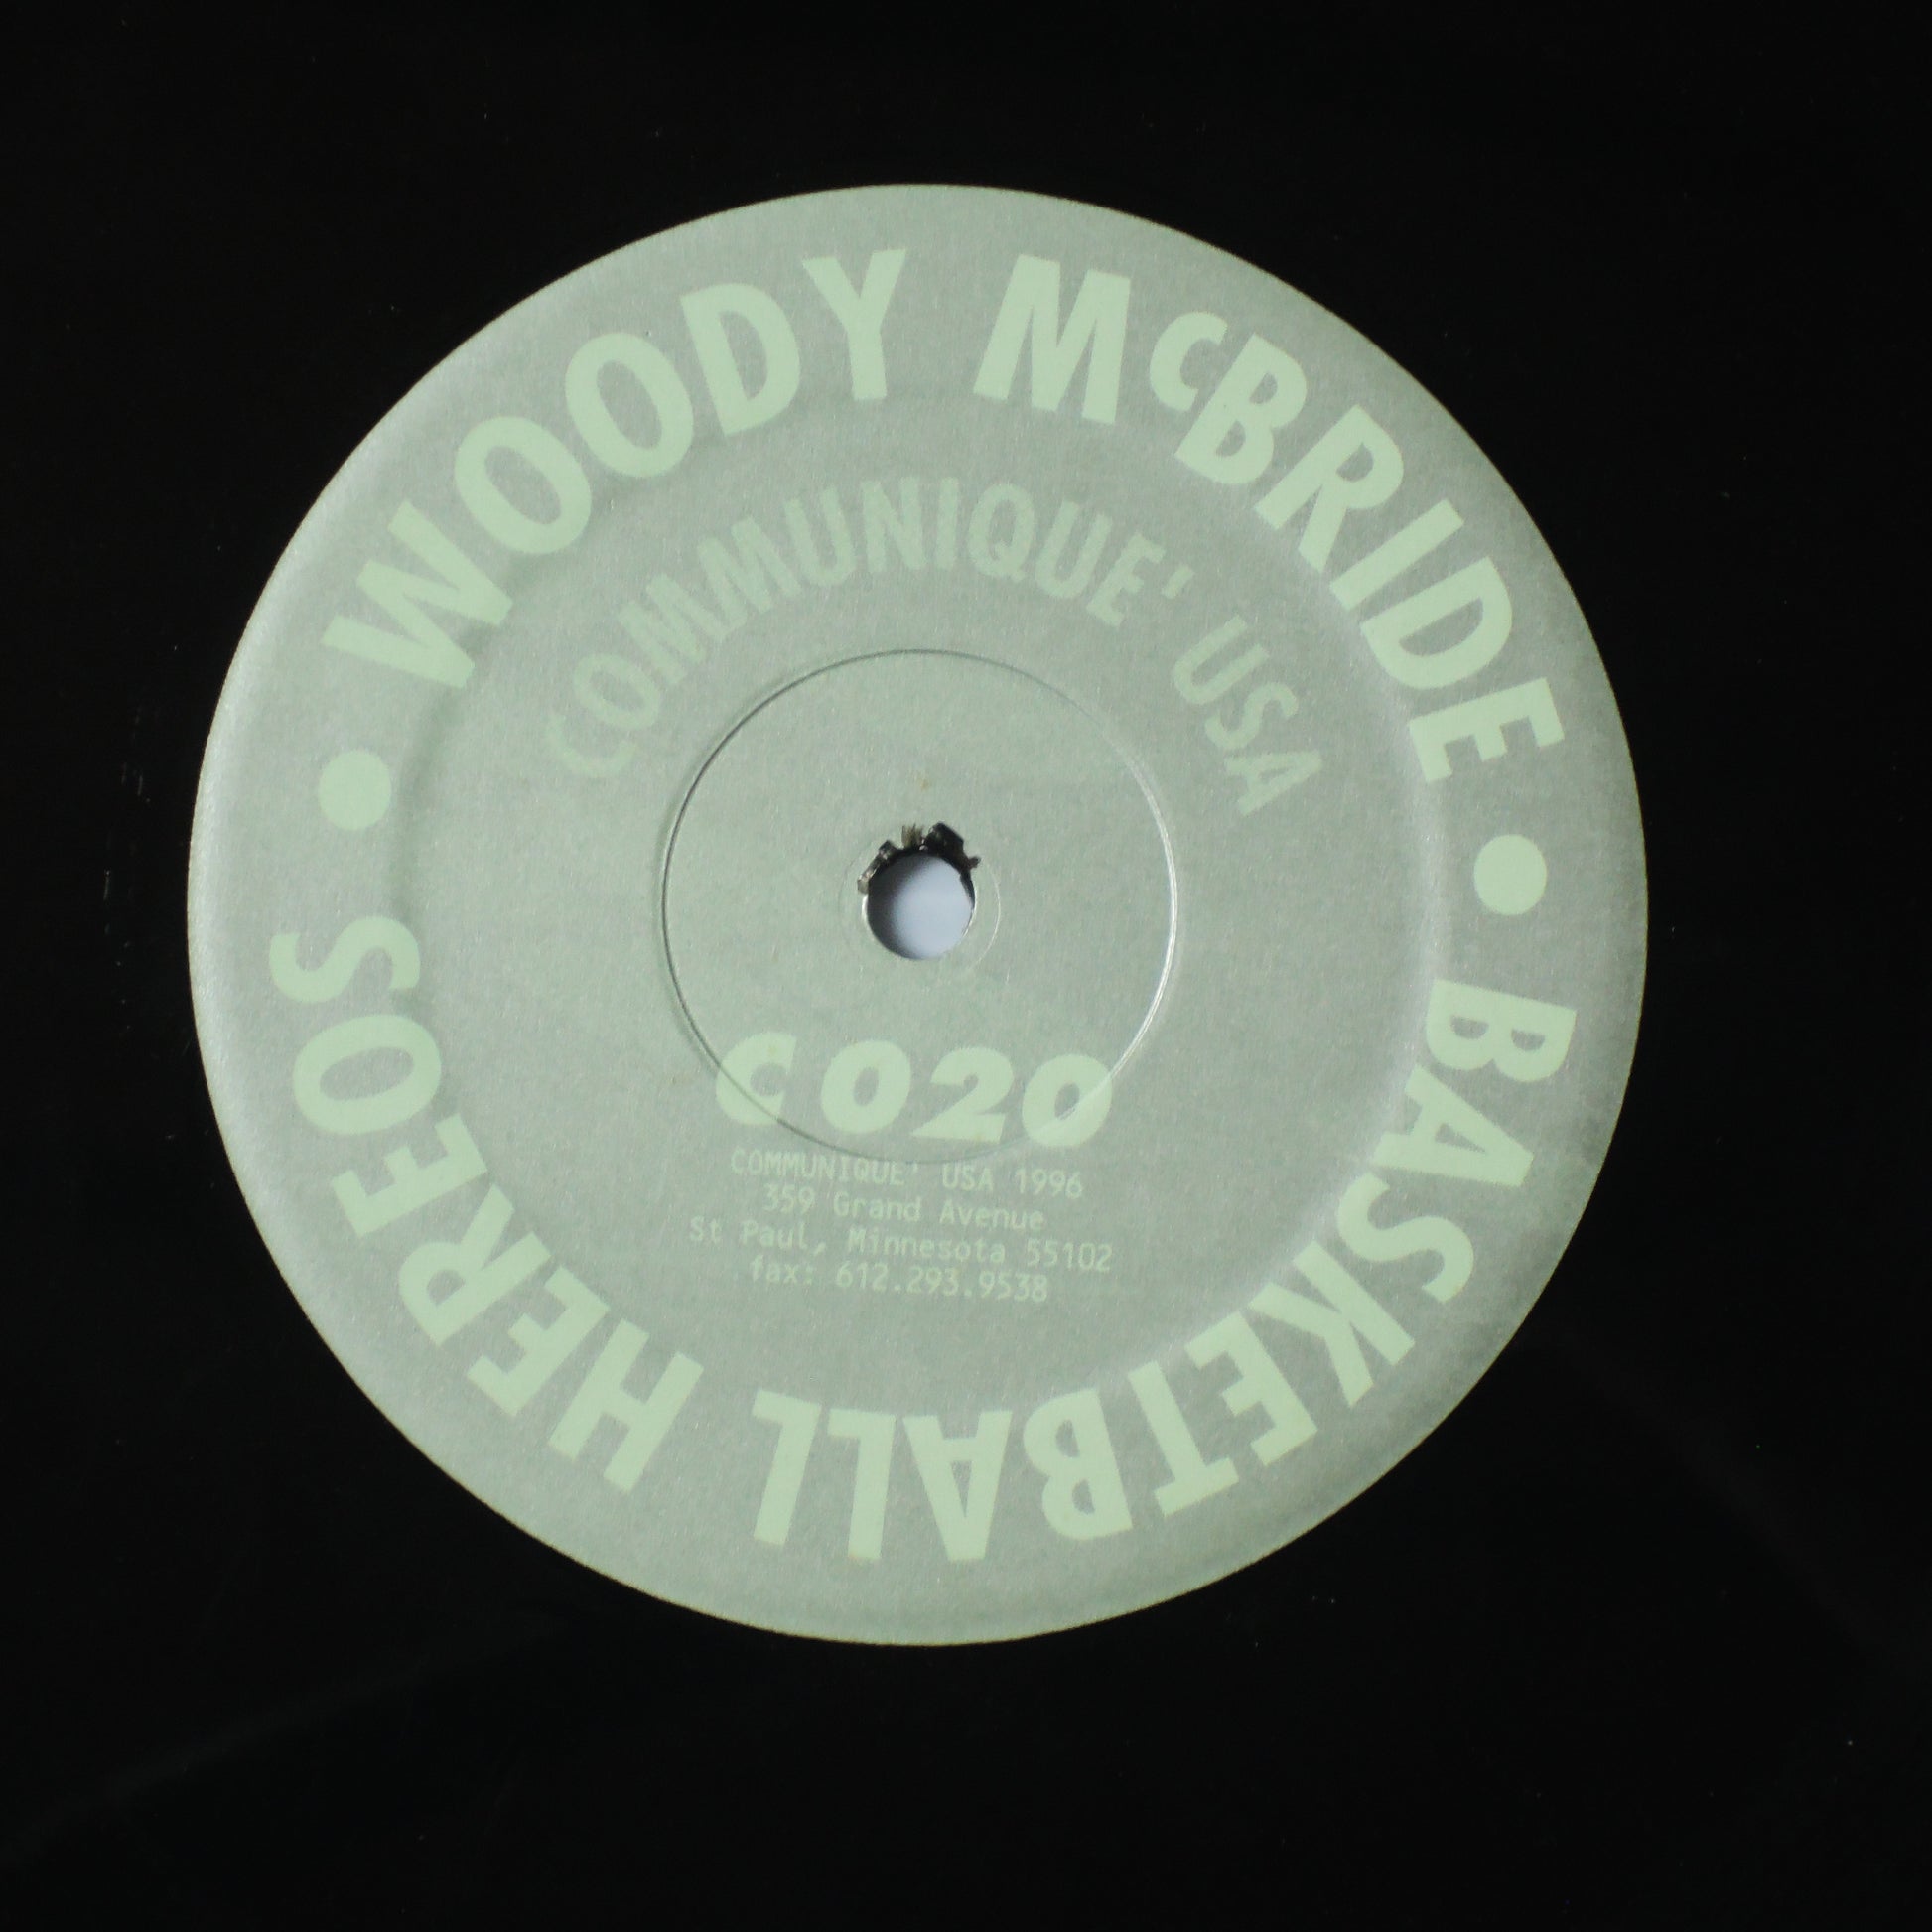 WOODY McBRIDE • BASKETBALL HEREOS •
COMMUNIQUE' USA
C 020
COMMUNIQUE' USA 1996
359 Grand Avenue
St Paul, Minnesota 55102
fax: 612.293.9538